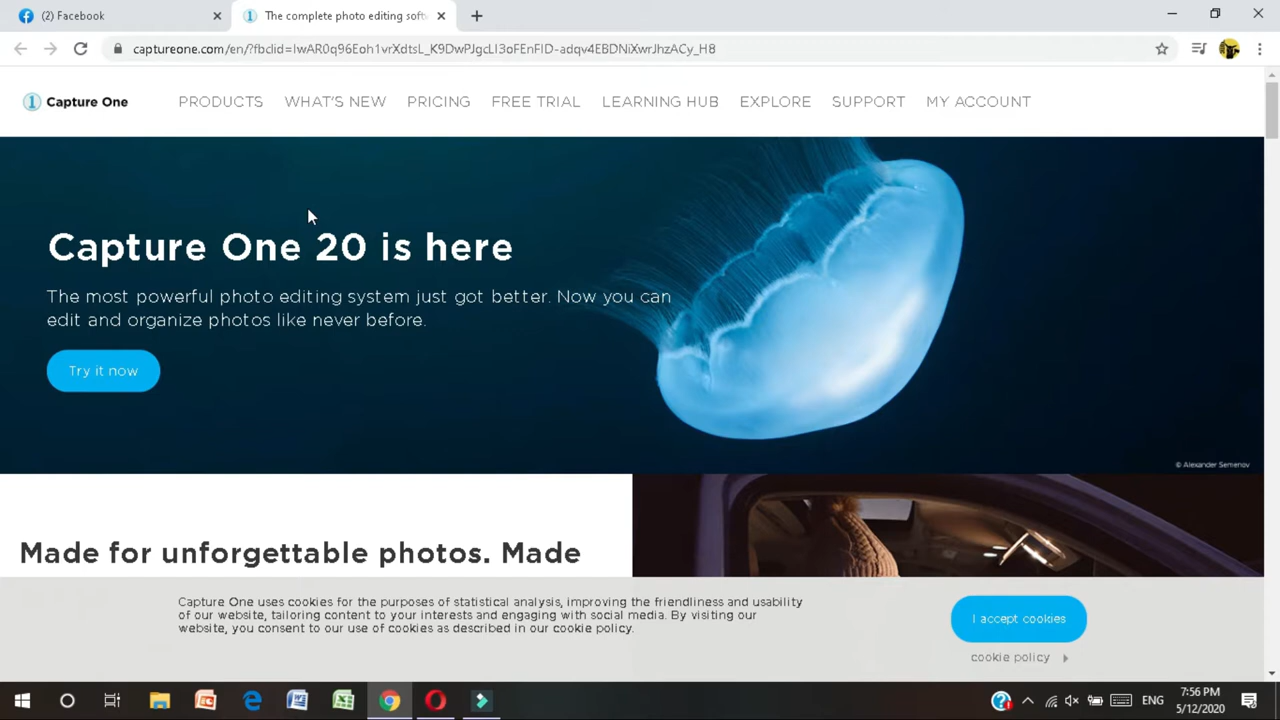 (2) Facebook
The complete photo editing softw
captureone.com/en/?fbclid=IwAR0q96Eoh1vrXdtsL_K9DwPJgcLI3oFEnFID-adqv4EBDNiXwrJhzACy_H8
Capture One
PRODUCTS WHAT'S NEW PRICING FREE TRIAL LEARNING HUB EXPLORE SUPPORT MY ACCOUNT
Capture One 20 is here
The most powerful photo editing system just got better. Now you can
edit and organize photos like never before.
Try it now
© Alexander Semenov
Made for unforgettable photos. Made
Capture One uses cookies for the purposes of statistical analysis, improving the friendliness and usability
of our website, tailoring content to your interests and engaging with social media. By visiting our
website, you consent to our use of cookies as described in our cookie policy.
I accept cookies
cookie policy
ENG
7:56 PM
5/12/2020